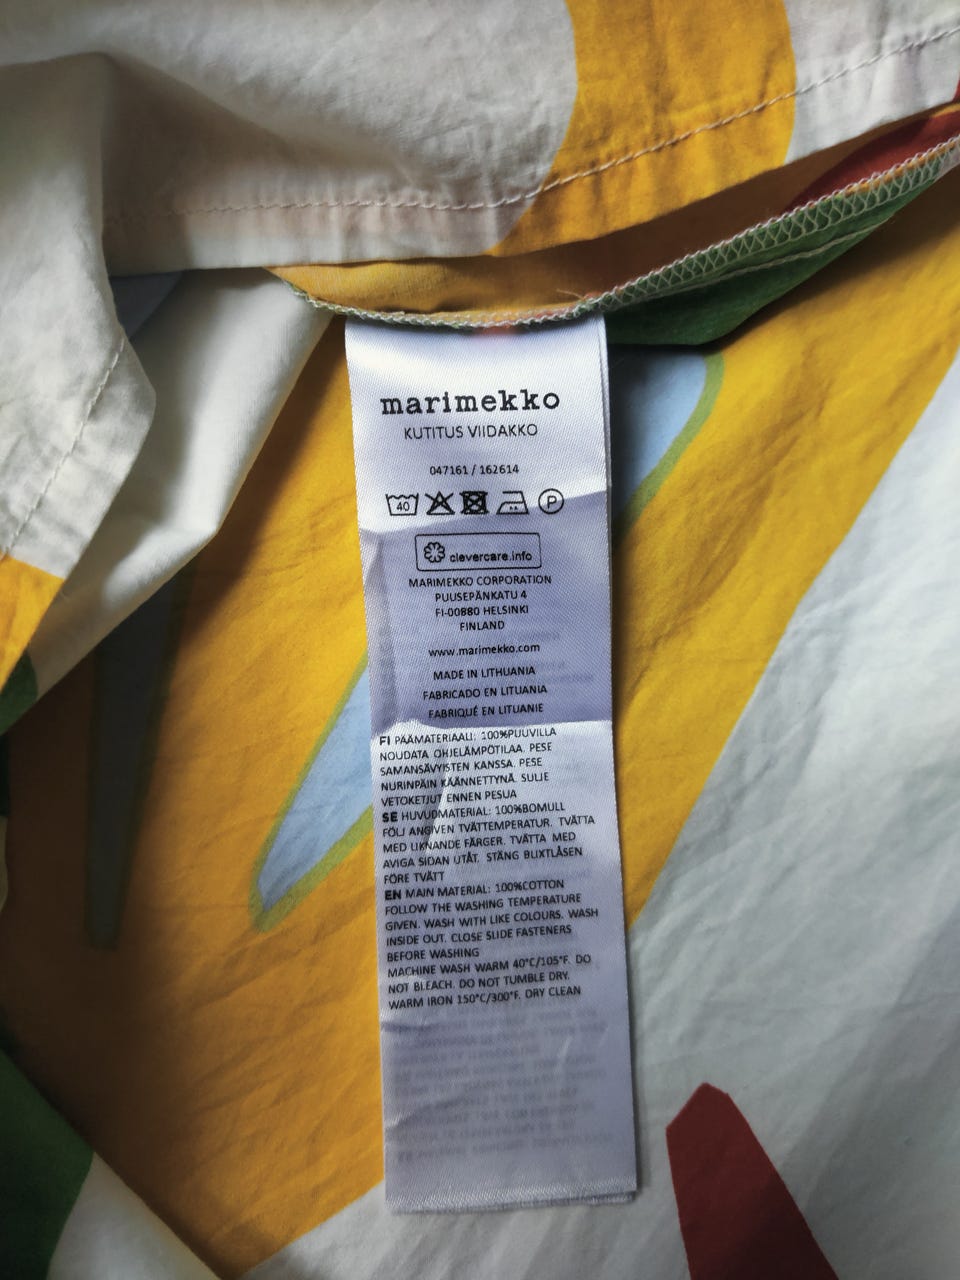 marimekko
KUTITUS VIIDAKKO
047161 / 162614
40 P
clevercare.info
MARIMEKKO CORPORATION
PUUSEPÄNKATU 4
FI-00880 HELSINKI
FINLAND
www.marimekko.com
MADE IN LITHUANIA
FABRICADO EN LITUANIA
FABRIQUÉ EN LITUANIE
FI PÄÄMATERIAALI: 100%PUUVILLA
NOUDATA OHJELÄMPÖTILAA. PESE
SAMANSÄVYISTEN KANSSA. PESE
NURINPÄIN KÄÄNNETTYNÄ. SULJE
VETOKETJUT ENNEN PESUA
SE HUVUDMATERIAL: 100%BOMULL
FÖLJ ANGIVEN TVÄTTEMPERATUR. TVÄTTA
MED LIKNANDE FÄRGER. TVÄTTA MED
AVIGA SIDAN UTÅT. STÄNG BLIXTLÅSEN
FÖRE TVÄTT
EN MAIN MATERIAL: 100%COTTON
FOLLOW THE WASHING TEMPERATURE
GIVEN. WASH WITH LIKE COLOURS. WASH
INSIDE OUT. CLOSE SLIDE FASTENERS
BEFORE WASHING
MACHINE WASH WARM 40°C/105°F. DO
NOT BLEACH. DO NOT TUMBLE DRY.
WARM IRON 150°C/300°F. DRY CLEAN